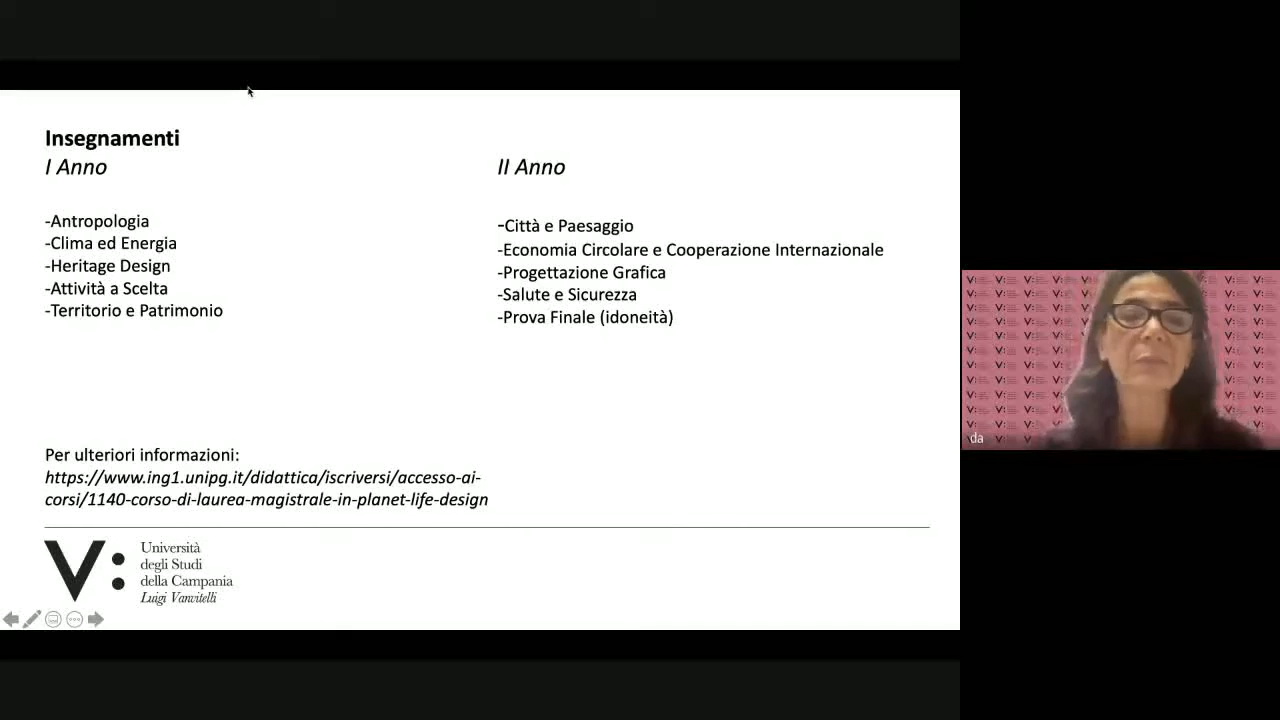 Insegnamenti
I Anno
-Antropologia
-Clima ed Energia
-Heritage Design
-Attività a Scelta
-Territorio e Patrimonio
II Anno
-Città e Paesaggio
-Economia Circolare e Cooperazione Internazionale
-Progettazione Grafica
-Salute e Sicurezza
-Prova Finale (idoneità)
Per ulteriori informazioni:
https://www.ing1.unipg.it/didattica/iscriversi/accesso-ai-
corsi/1140-corso-di-laurea-magistrale-in-planet-life-design
V:
Università
degli Studi
della Campania
Luigi Vanvitelli
da